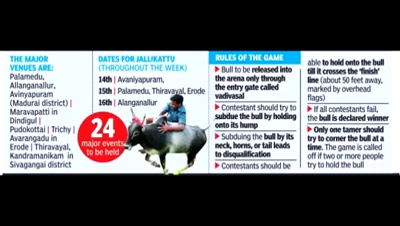 THE MAJOR
VENUES ARE:
Palamedu,
Allanganallur,
Avinyapuram
(Madurai district) |
Maravapatti in
Dindigul |
Pudokottai | Trichy |
Avarangadu in
Erode | Thiravayal,
Kandramanikam in
Sivagangai district
DATES FOR JALLIKATTU
(THROUGHOUT THE WEEK)
14th | Avaniyapuram,
15th | Palamedu, Thiravayal, Erode
16th | Alanganallur
24
major events
to be held
RULES OF THE GAME
Bull to be released into
the arena only through
the entry gate called
vadivasal
Contestant should try to
subdue the bull by holding
onto its hump
Subduing the bull by its
neck, horns, or tail leads to
disqualification
Contestants should be
able to hold onto the bull
till it crosses the 'finish'
line (about 50 feet away,
marked by overhead
flags)
If all contestants fail, the
bull is declared winner
Only one tamer should
try to corner the bull at a
time. The game is called
off if two or more people
try to hold the bull